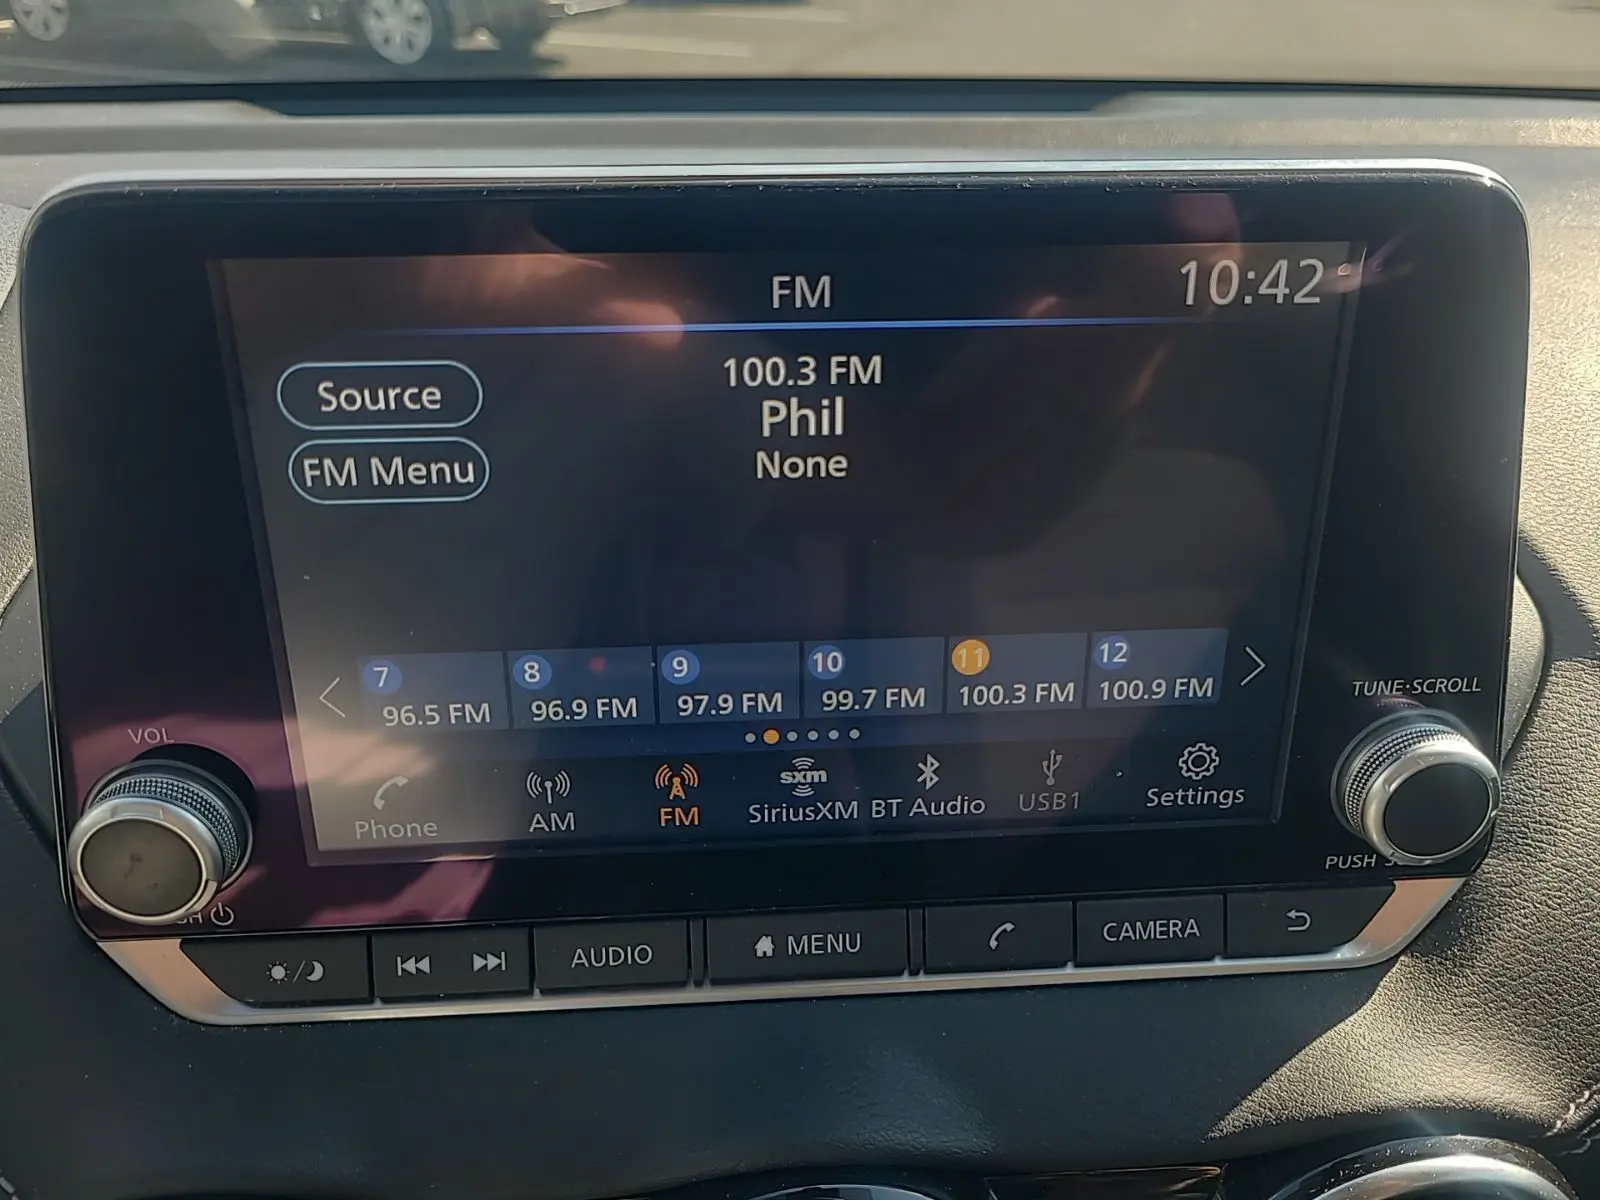 FM
10:42
Source
100.3 FM
Phil
FM Menu
None
7
8
9
10
11
12
96.5 FM
96.9 FM
97.9 FM
99.7 FM
100.3 FM
100.9 FM
TUNE·SCROLL
VOL
sxm
Phone
AM
FM
SiriusXM
BT Audio
USB1
Settings
PUSH
AUDIO
MENU
CAMERA